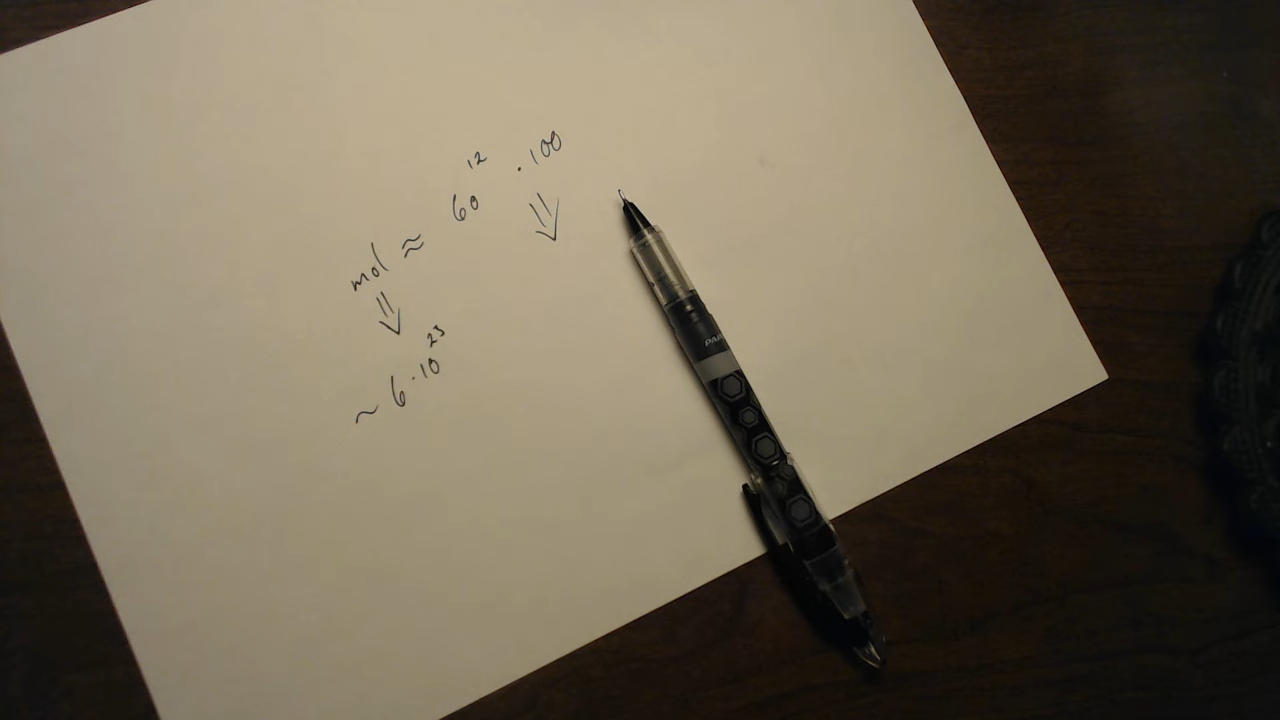 mol ≈ 60¹² · 100
⇓ ⇓
~ 6 · 10²³